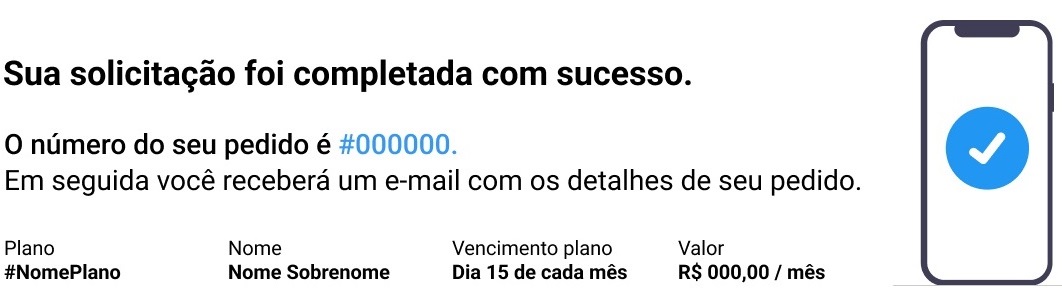 Sua solicitação foi completada com sucesso.
O número do seu pedido é #000000.
Em seguida você receberá um e-mail com os detalhes de seu pedido.
Plano Nome Vencimento plano Valor
#NomePlano Nome Sobrenome Dia 15 de cada mês R$ 000,00 / mês